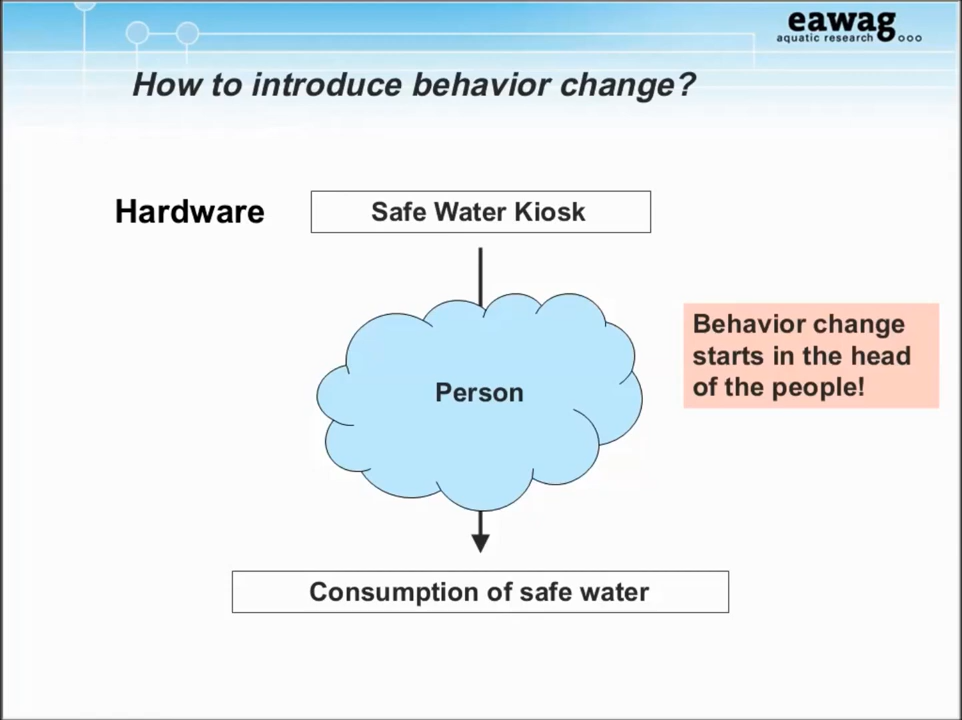 eawag
aquatic research
How to introduce behavior change?
Hardware
Safe Water Kiosk
Behavior change
starts in the head
of the people!
Person
Consumption of safe water